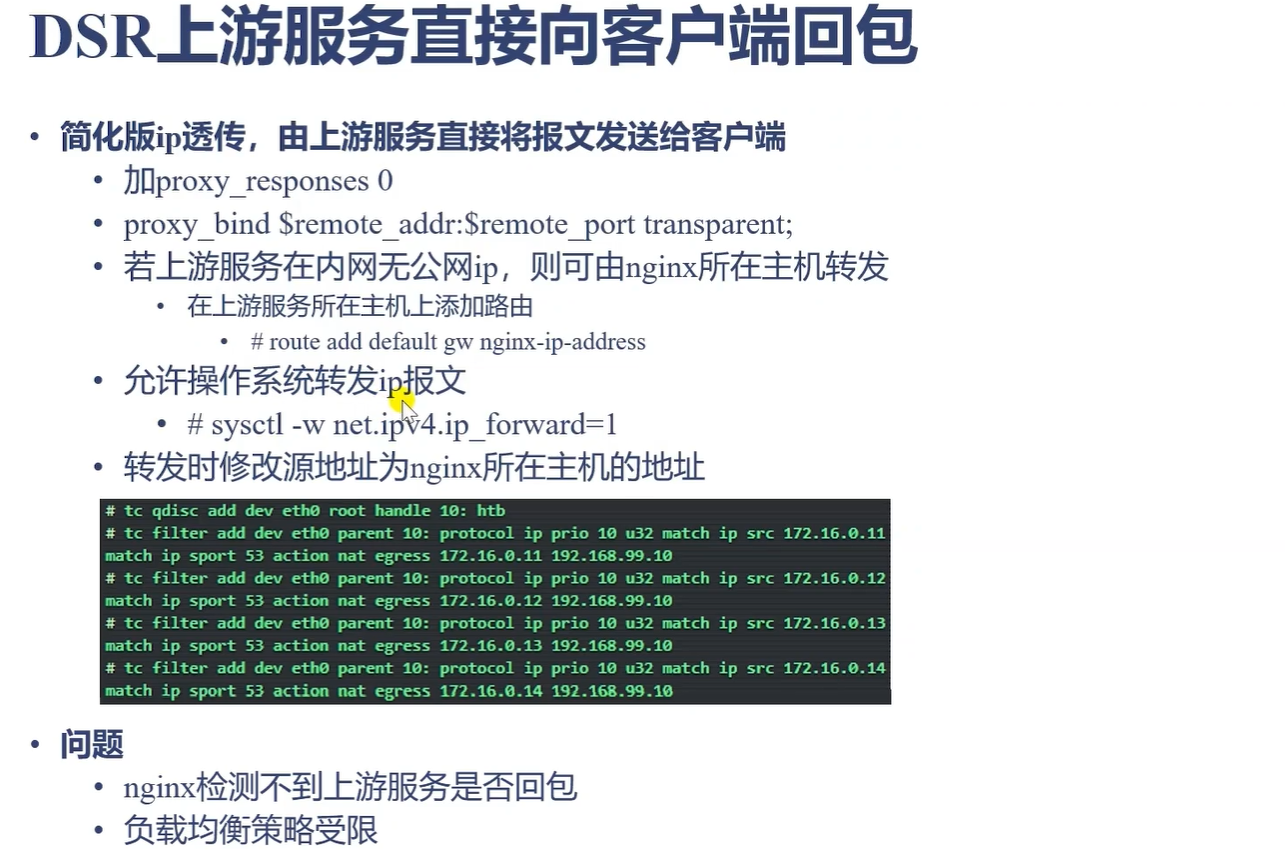 DSR上游服务直接向客户端回包
• 简化版ip透传，由上游服务直接将报文发送给客户端
• 加proxy_responses 0
• proxy_bind $remote_addr:$remote_port transparent;
• 若上游服务在内网无公网ip，则可由nginx所在主机转发
• 在上游服务所在主机上添加路由
• # route add default gw nginx-ip-address
• 允许操作系统转发ip报文
• # sysctl -w net.ipv4.ip_forward=1
• 转发时修改源地址为nginx所在主机的地址
# tc qdisc add dev eth0 root handle 10: htb
# tc filter add dev eth0 parent 10: protocol ip prio 10 u32 match ip src 172.16.0.11
match ip sport 53 action nat egress 172.16.0.11 192.168.99.10
# tc filter add dev eth0 parent 10: protocol ip prio 10 u32 match ip src 172.16.0.12
match ip sport 53 action nat egress 172.16.0.12 192.168.99.10
# tc filter add dev eth0 parent 10: protocol ip prio 10 u32 match ip src 172.16.0.13
match ip sport 53 action nat egress 172.16.0.13 192.168.99.10
# tc filter add dev eth0 parent 10: protocol ip prio 10 u32 match ip src 172.16.0.14
match ip sport 53 action nat egress 172.16.0.14 192.168.99.10
• 问题
• nginx检测不到上游服务是否回包
• 负载均衡策略受限